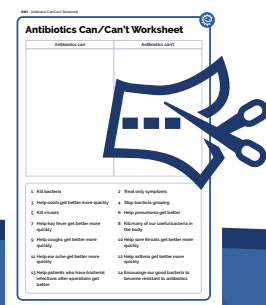 SW1 - Antibiotics Can/Can't Worksheet
Antibiotics Can/Can't Worksheet
Antibiotics can
Antibiotics can't
1 Kill bacteria
2 Treat only symptoms
3 Help colds get better more quickly
4 Stop bacteria growing
5 Kill viruses
6 Help pneumonia get better
7 Help hay fever get better more
quickly
8 Kill many of our useful bacteria in
the body
9 Help coughs get better more
quickly
10 Help sore throats get better more
quickly
11 Help ear ache get better more
quickly
12 Help asthma get better more
quickly
13 Help patients who have bacterial
infections after operations get
better
14 Encourage our good bacteria to
become resistant to antibiotics